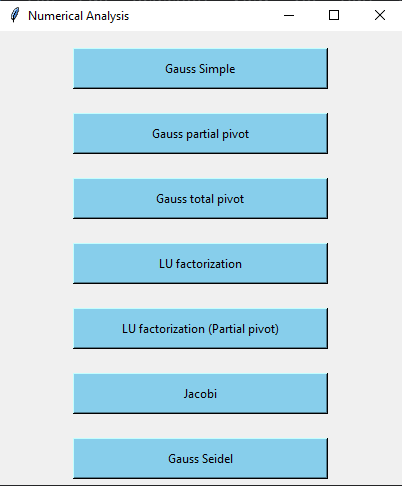 Numerical Analysis
Gauss Simple
Gauss partial pivot
Gauss total pivot
LU factorization
LU factorization (Partial pivot)
Jacobi
Gauss Seidel